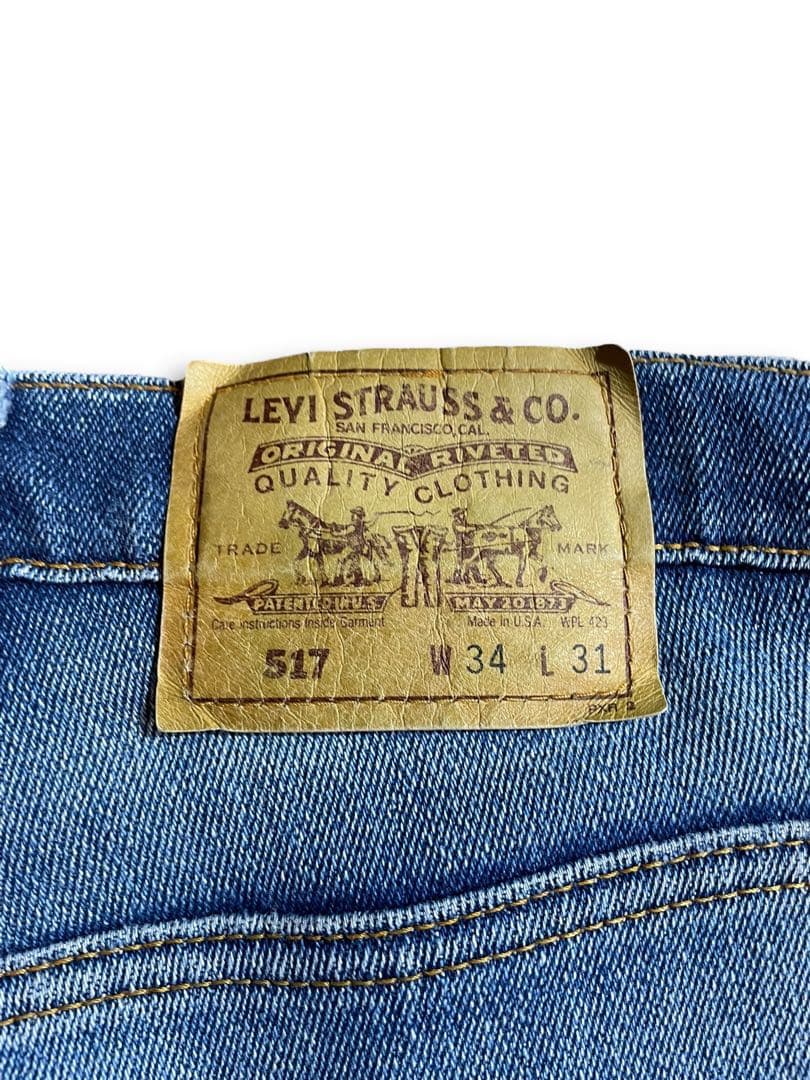 LEVI STRAUSS & CO.
SAN FRANCISCO, CAL.
ORIGINAL RIVETED
QUALITY CLOTHING
TRADE MARK
PATENTED IN U.S. MAY 20 1873
Care instructions Inside Garment Made in U.S.A. WPL 423
517 W 34 L 31